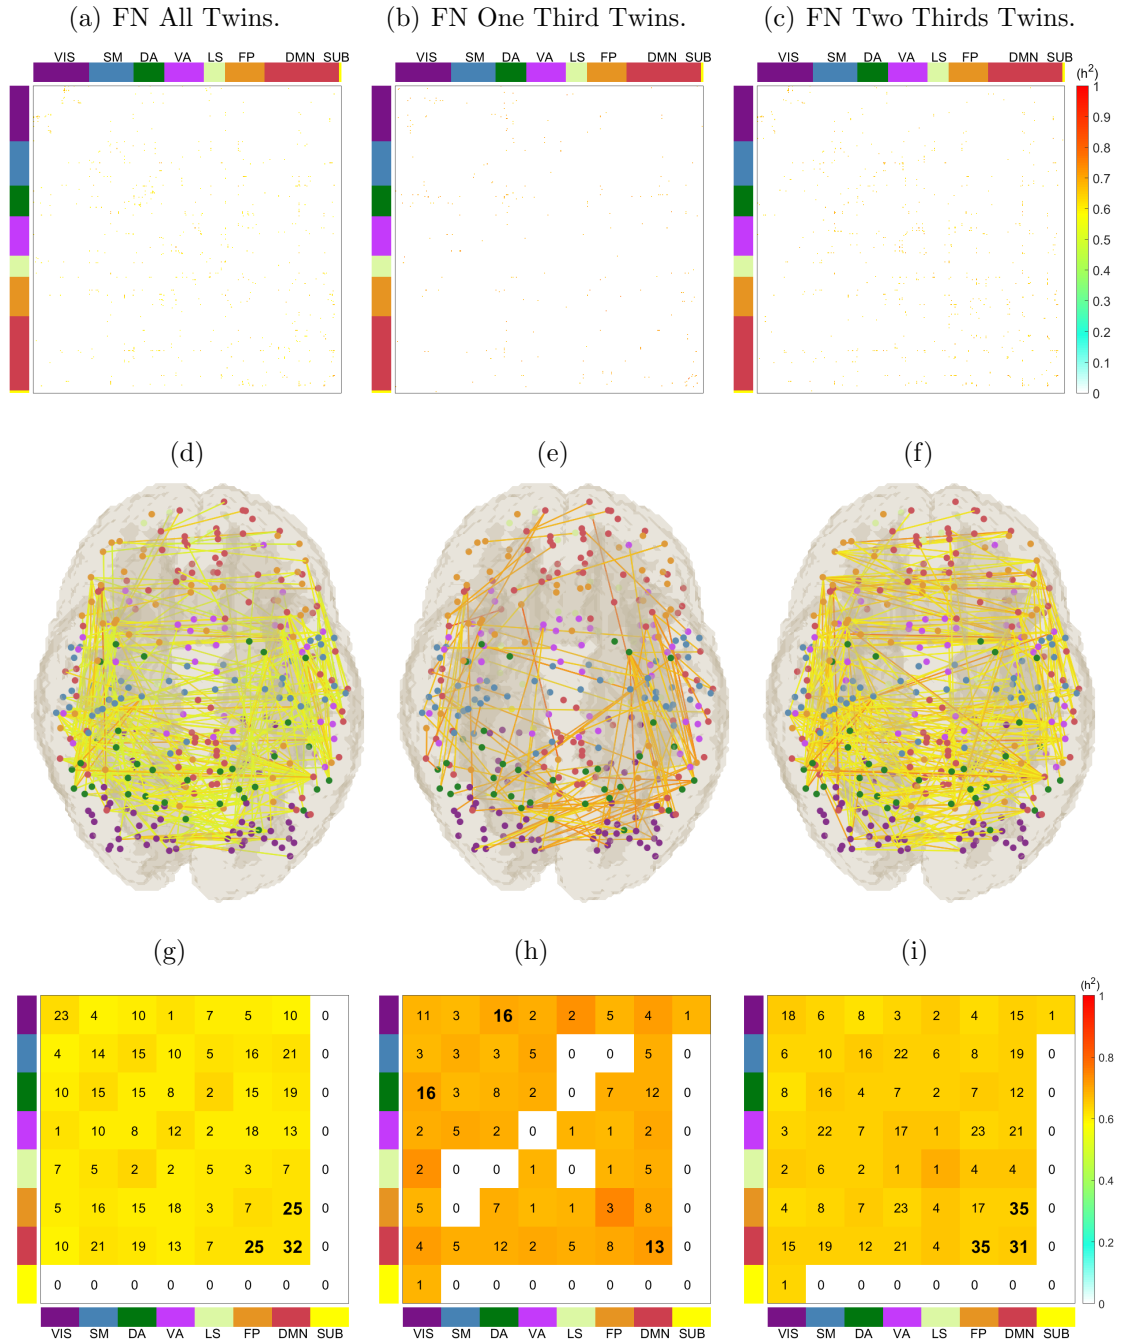 (a) FN All Twins.
(b) FN One Third Twins.
(c) FN Two Thirds Twins.
VIS SM DA VA LS FP DMN SUB
VIS SM DA VA LS FP DMN SUB
VIS SM DA VA LS FP DMN SUB
(h²)
1
0.9
0.8
0.7
0.6
0.5
0.4
0.3
0.2
0.1
0
(d)
(e)
(f)
(g)
23 4 10 1 7 5 10 0
4 14 15 10 5 16 21 0
10 15 15 8 2 15 19 0
1 10 8 12 2 18 13 0
7 5 2 2 5 3 7 0
5 16 15 18 3 7 25 0
10 21 19 13 7 25 32 0
0 0 0 0 0 0 0 0
VIS SM DA VA LS FP DMN SUB
(h)
11 3 16 2 2 5 4 1
3 3 3 5 0 0 5 0
16 3 8 2 0 7 12 0
2 5 2 0 1 1 2 0
2 0 0 1 0 1 5 0
5 0 7 1 1 3 8 0
4 5 12 2 5 8 13 0
1 0 0 0 0 0 0 0
VIS SM DA VA LS FP DMN SUB
(i)
18 6 8 3 2 4 15 1
6 10 16 22 6 8 19 0
8 16 4 7 2 7 12 0
3 22 7 17 1 23 21 0
2 6 2 1 1 4 4 0
4 8 7 23 4 17 35 0
15 19 12 21 4 35 31 0
1 0 0 0 0 0 0 0
VIS SM DA VA LS FP DMN SUB
(h²)
1
0.8
0.6
0.4
0.2
0